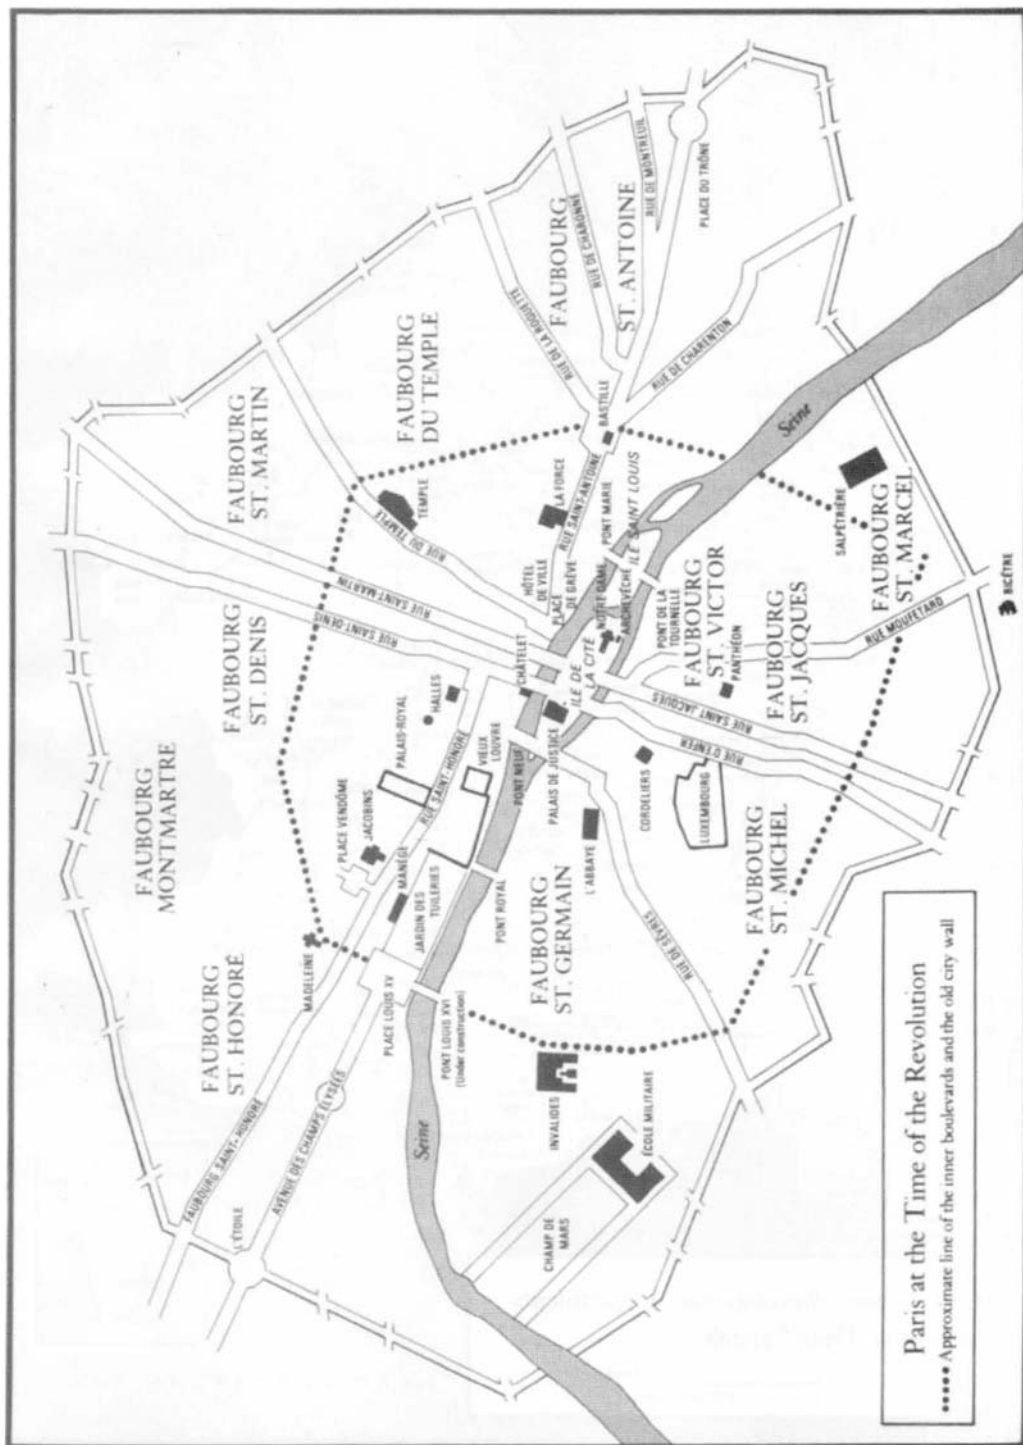 FAUBOURG
MONTMARTRE
FAUBOURG
ST. DENIS
FAUBOURG
ST. MARTIN
FAUBOURG
DU TEMPLE
FAUBOURG
ST. HONORÉ
FAUBOURG
ST. ANTOINE
FAUBOURG SAINT-HONORÉ
L'ÉTOILE
AVENUE DES CHAMPS ÉLYSÉES
MADELEINE
PLACE VENDÔME
JACOBINS
MANÈGE
JARDIN DES
TUILERIES
PLACE LOUIS XV
PALAIS-ROYAL
RUE SAINT-HONORÉ
HALLES
VIEUX
LOUVRE
RUE SAINT-DENIS
RUE SAINT-MARTIN
RUE DU TEMPLE
TEMPLE
RUE DE LA ROQUETTE
RUE DE CHARONNE
RUE DE MONTREUIL
PLACE DU TRÔNE
RUE DE CHARENTON
BASTILLE
LA FORCE
RUE SAINT-ANTOINE
HÔTEL
DE VILLE
PLACE
DE GRÈVE
PONT MARIE
ILE SAINT LOUIS
CHÂTELET
NOTRE DAME
ARCHEVÊCHÉ
ILE DE
LA CITÉ
PONT NEUF
PALAIS DE JUSTICE
PONT ROYAL
PONT LOUIS XVI
(Under construction)
Seine
Seine
PONT DE LA
TOURNELLE
FAUBOURG
ST. VICTOR
PANTHÉON
FAUBOURG
ST. JACQUES
FAUBOURG
ST. MARCEL
SALPÊTRIÈRE
RUE MOUFETARD
BICÊTRE
RUE SAINT JACQUES
RUE D'ENFER
CORDELIERS
LUXEMBOURG
L'ABBAYE
FAUBOURG
ST. GERMAIN
FAUBOURG
ST. MICHEL
RUE DE SÈVRES
INVALIDES
ÉCOLE MILITAIRE
CHAMP DE
MARS
Paris at the Time of the Revolution
Approximate line of the inner boulevards and the old city wall